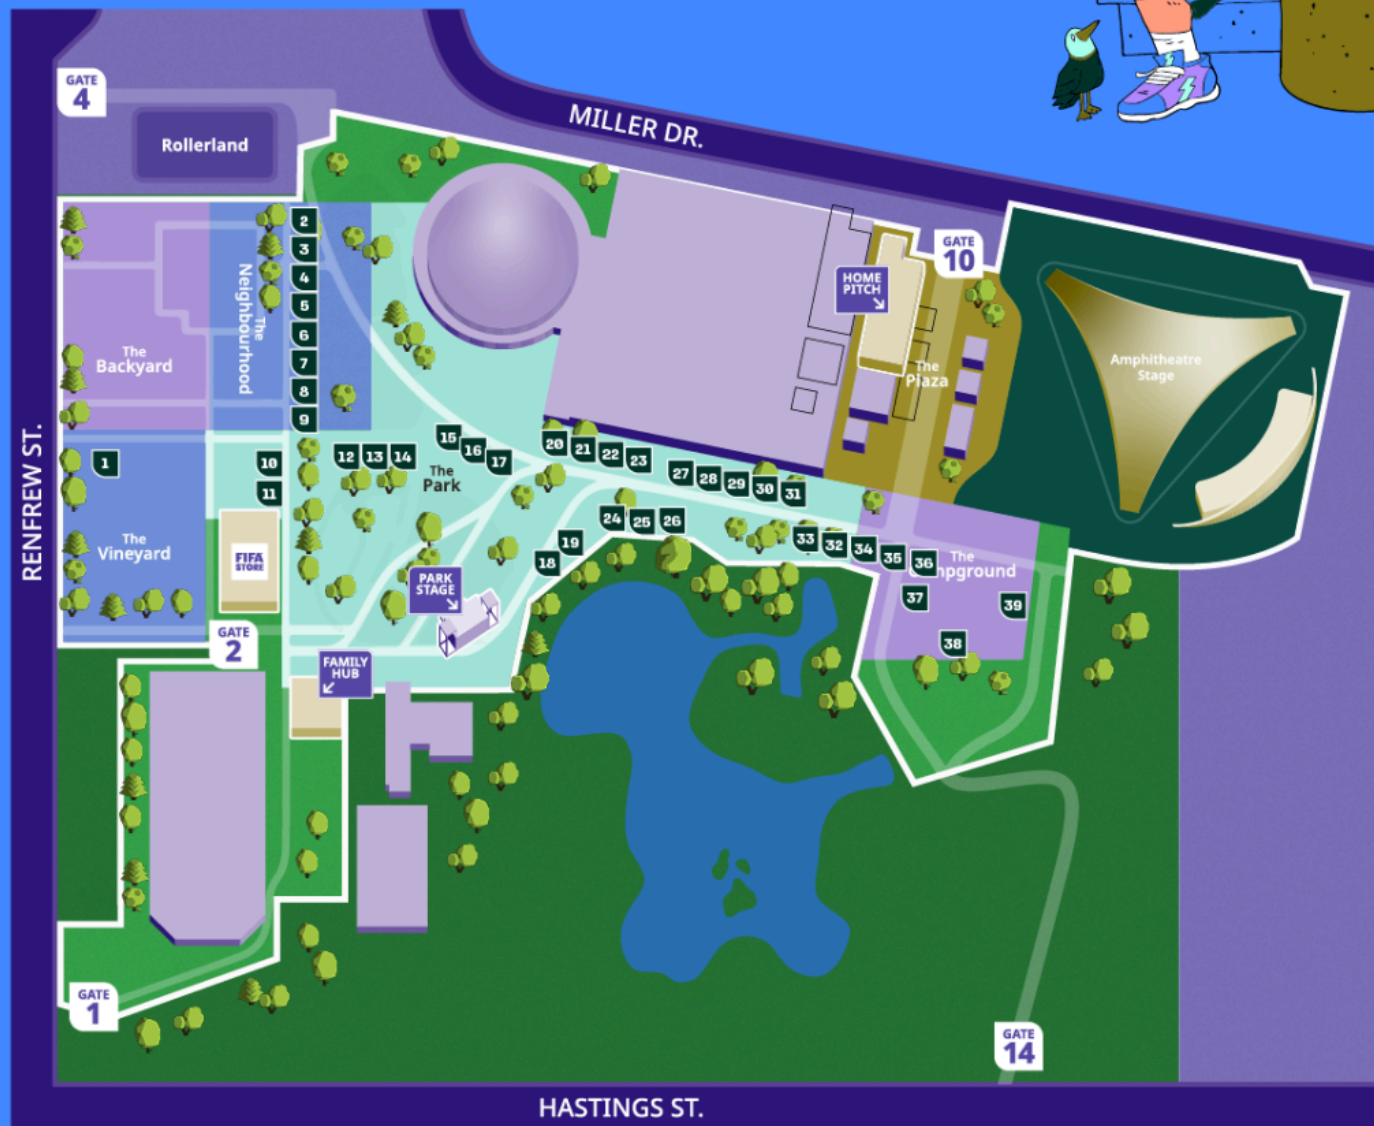 MILLER DR.
GATE
4
Rollerland
2
3
4
5
6
7
8
9
The
Neighbourhood
The
Backyard
GATE
10
HOME
PITCH
The
Plaza
Amphitheatre
Stage
RENFREW ST.
1
10
11
12
13
14
15
16
17
The
Park
20
21
22
23
27
28
29
30
31
24
25
26
19
18
33
32
34
35
36
The
mpground
37
39
38
The
Vineyard
FIFA
STORE
PARK
STAGE
GATE
2
FAMILY
HUB
GATE
1
GATE
14
HASTINGS ST.